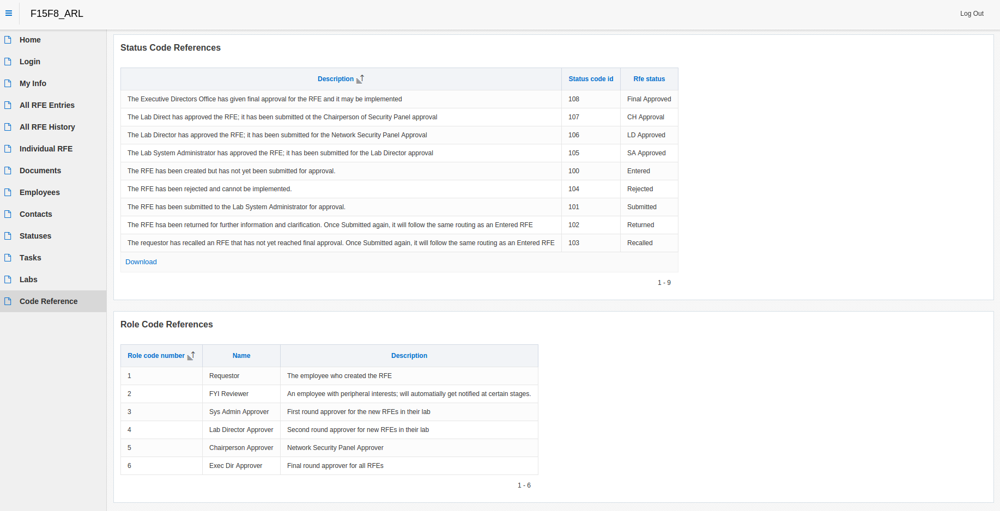 F15F8_ARL
Log Out
Home
Login
My Info
All RFE Entries
All RFE History
Individual RFE
Documents
Employees
Contacts
Statuses
Tasks
Labs
Code Reference
Status Code References
Description Status code id Rfe status
The Executive Directors Office has given final approval for the RFE and it may be implemented 108 Final Approved
The Lab Direct has approved the RFE; it has been submitted ot the Chairperson of Security Panel approval 107 CH Approval
The Lab Director has approved the RFE; it has been submitted for the Network Security Panel Approval 106 LD Approved
The Lab System Administrator has approved the RFE; it has been submitted for the Lab Director approval 105 SA Approved
The RFE has been created but has not yet been submitted for approval. 100 Entered
The RFE has been rejected and cannot be implemented. 104 Rejected
The RFE has been submitted to the Lab System Administrator for approval. 101 Submitted
The RFE hsa been returned for further information and clarification. Once Submitted again, it will follow the same routing as an Entered RFE 102 Returned
The requestor has recalled an RFE that has not yet reached final approval. Once Submitted again, it will follow the same routing as an Entered RFE 103 Recalled
Download
1 - 9
Role Code References
Role code number Name Description
1 Requestor The employee who created the RFE
2 FYI Reviewer An employee with peripheral interests; will automatially get notified at certain stages.
3 Sys Admin Approver First round approver for the new RFEs in their lab
4 Lab Director Approver Second round approver for new RFEs in their lab
5 Chairperson Approver Network Security Panel Approver
6 Exec Dir Approver Final round approver for all RFEs
1 - 6